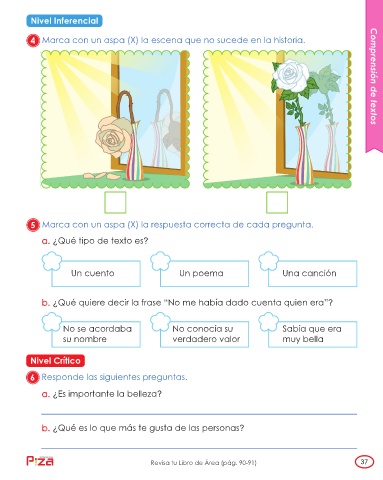 Nivel Inferencial
4 Marca con un aspa (X) la escena que no sucede en la historia.
Comprensión de textos
5 Marca con un aspa (X) la respuesta correcta de cada pregunta.
a. ¿Qué tipo de texto es?
Un cuento
Un poema
Una canción
b. ¿Qué quiere decir la frase “No me había dado cuenta quien era”?
No se acordaba
su nombre
No conocía su
verdadero valor
Sabía que era
muy bella
Nivel Crítico
6 Responde las siguientes preguntas.
a. ¿Es importante la belleza?
b. ¿Qué es lo que más te gusta de las personas?
Revisa tu Libro de Área (pág. 90-91)
37